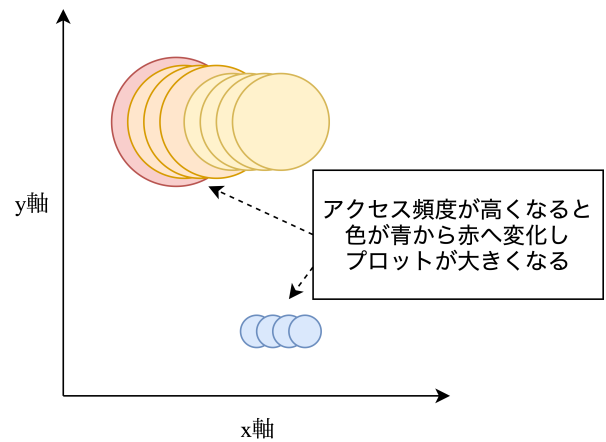 y軸
アクセス頻度が高くなると
色が青から赤へ変化し
プロットが大きくなる
x軸